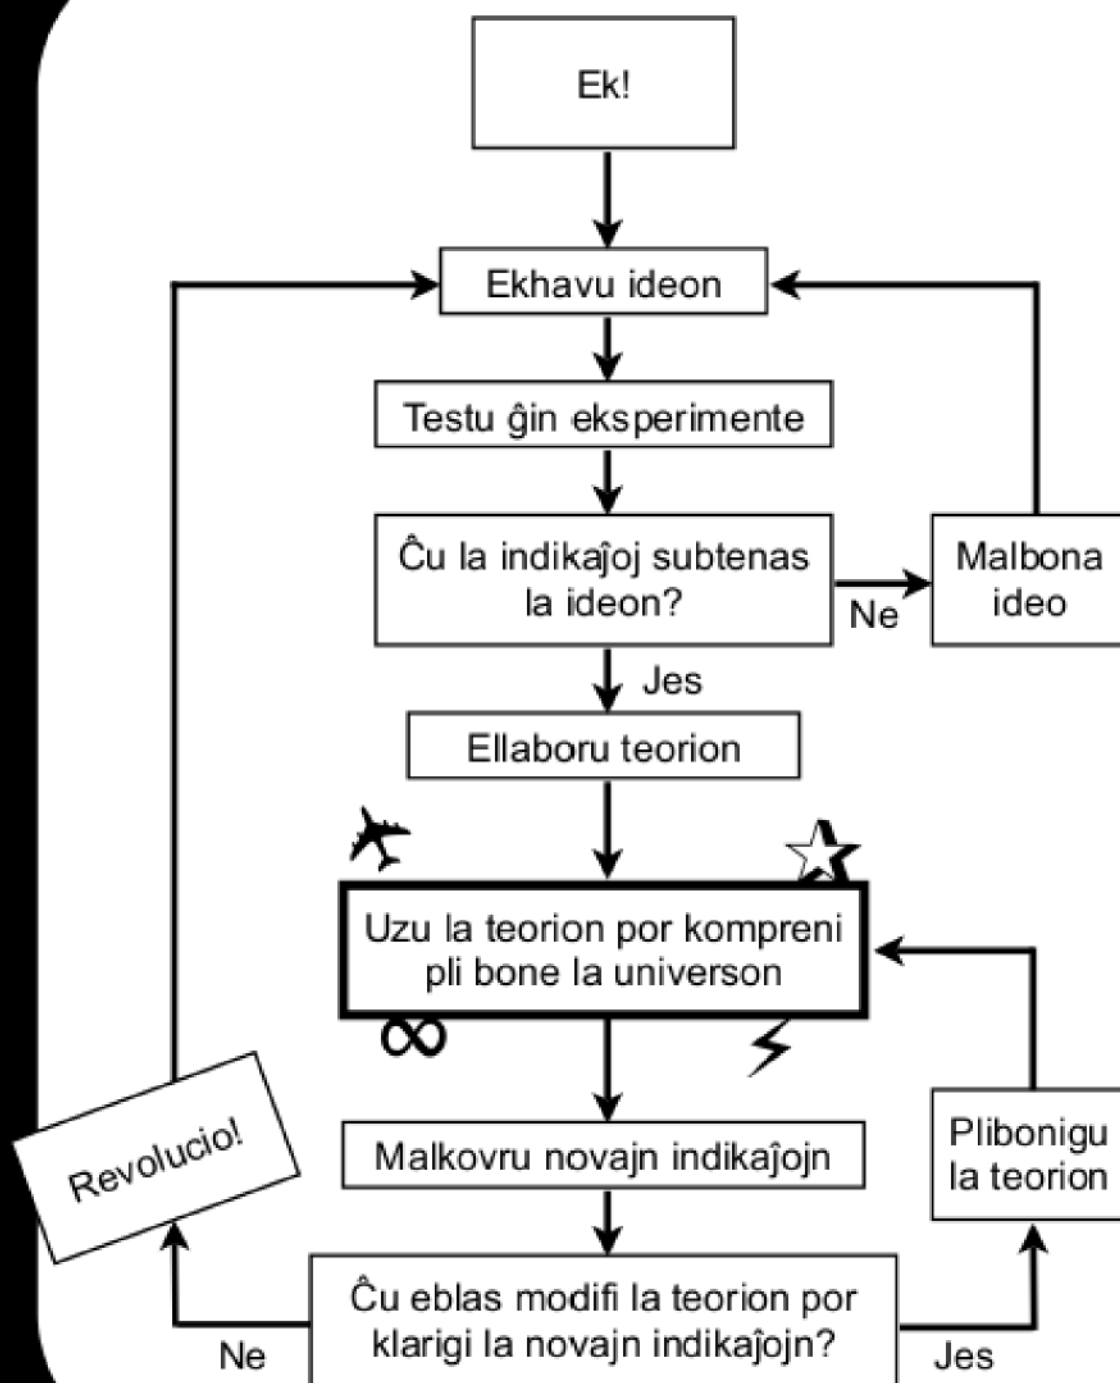 Ek!
Ekhavu ideon
Testu ĝin eksperimente
Ĉu la indikaĵoj subtenas
la ideon?
Ne
Malbona
ideo
Jes
Ellaboru teorion
Uzu la teorion por kompreni
pli bone la universon
Revolucio!
Malkovru novajn indikaĵojn
Plibonigu
la teorion
Ĉu eblas modifi la teorion por
klarigi la novajn indikaĵojn?
Ne
Jes